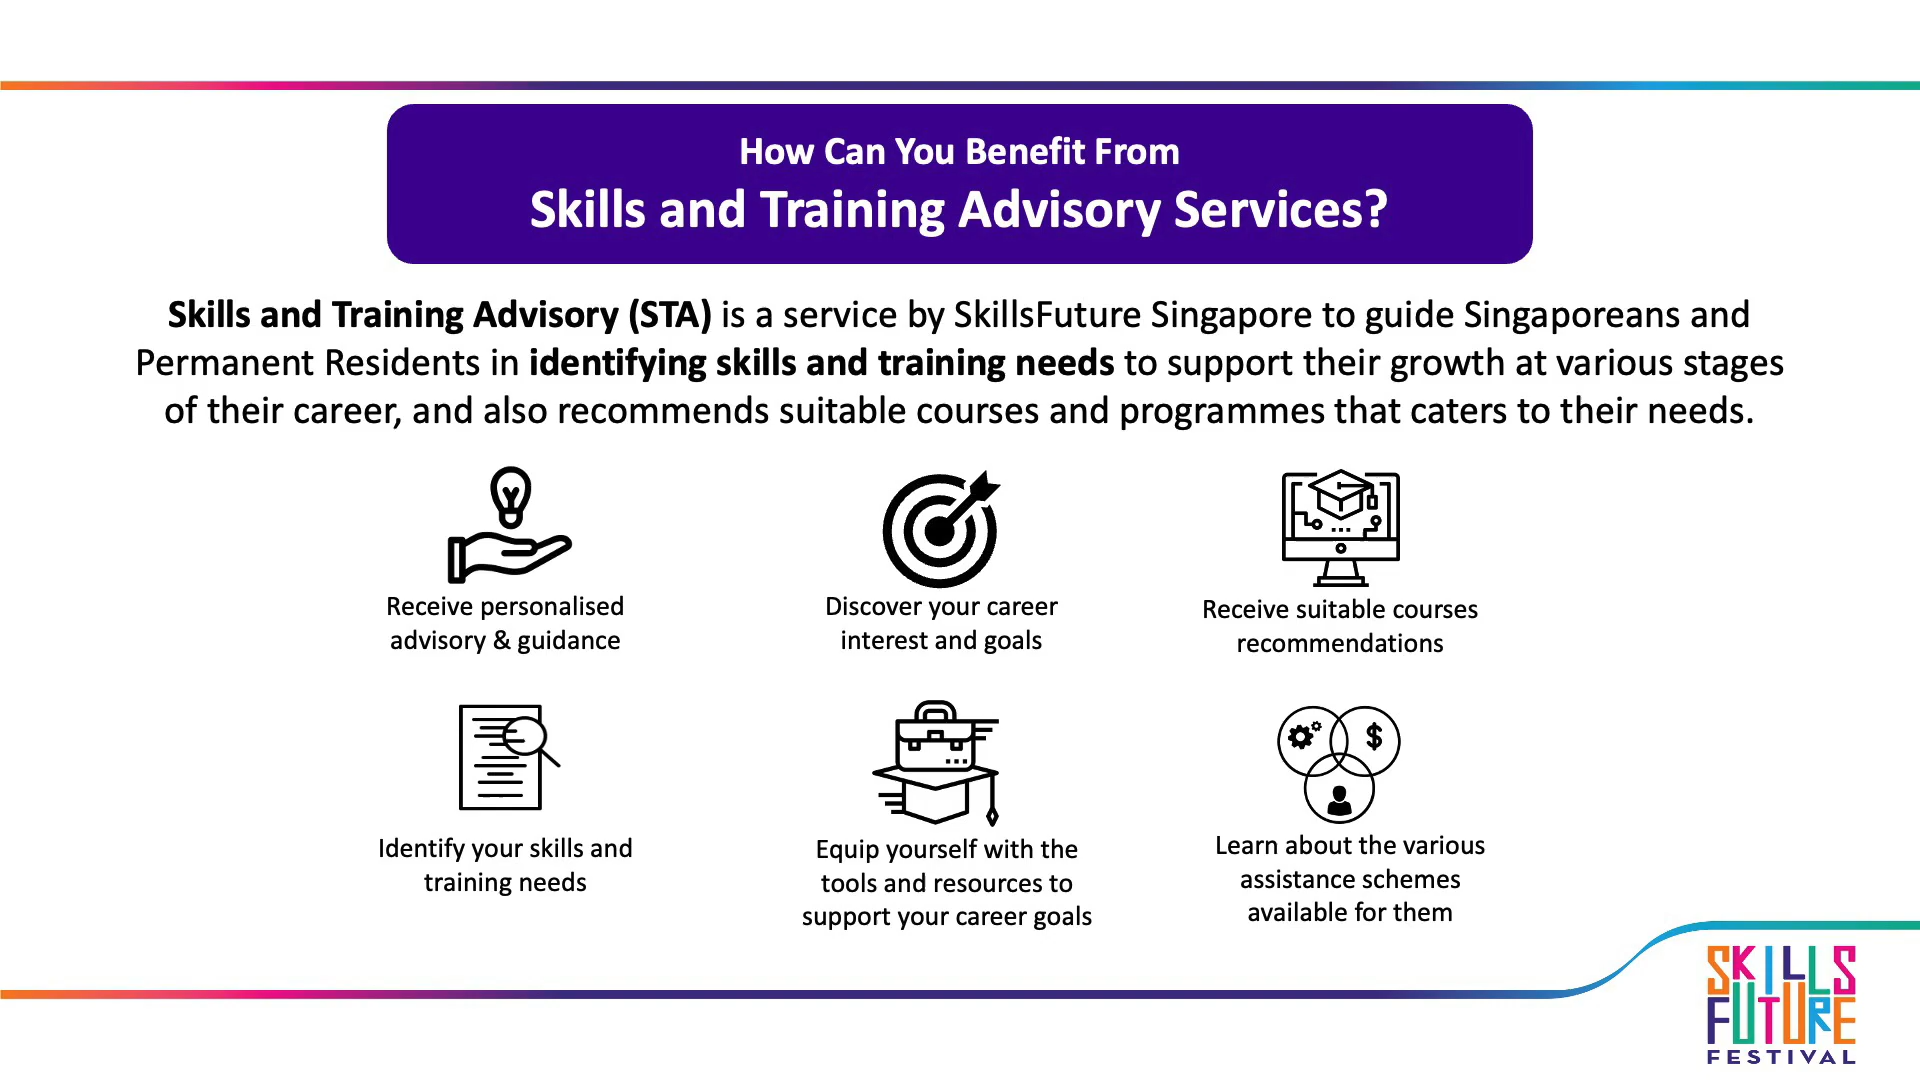 How Can You Benefit From
Skills and Training Advisory Services?
Skills and Training Advisory (STA) is a service by SkillsFuture Singapore to guide Singaporeans and
Permanent Residents in identifying skills and training needs to support their growth at various stages
of their career, and also recommends suitable courses and programmes that caters to their needs.
Receive personalised
advisory & guidance
Discover your career
interest and goals
Receive suitable courses
recommendations
Identify your skills and
training needs
Equip yourself with the
tools and resources to
support your career goals
$
Learn about the various
assistance schemes
available for them
SKILLS
FUTURE
FESTIVAL